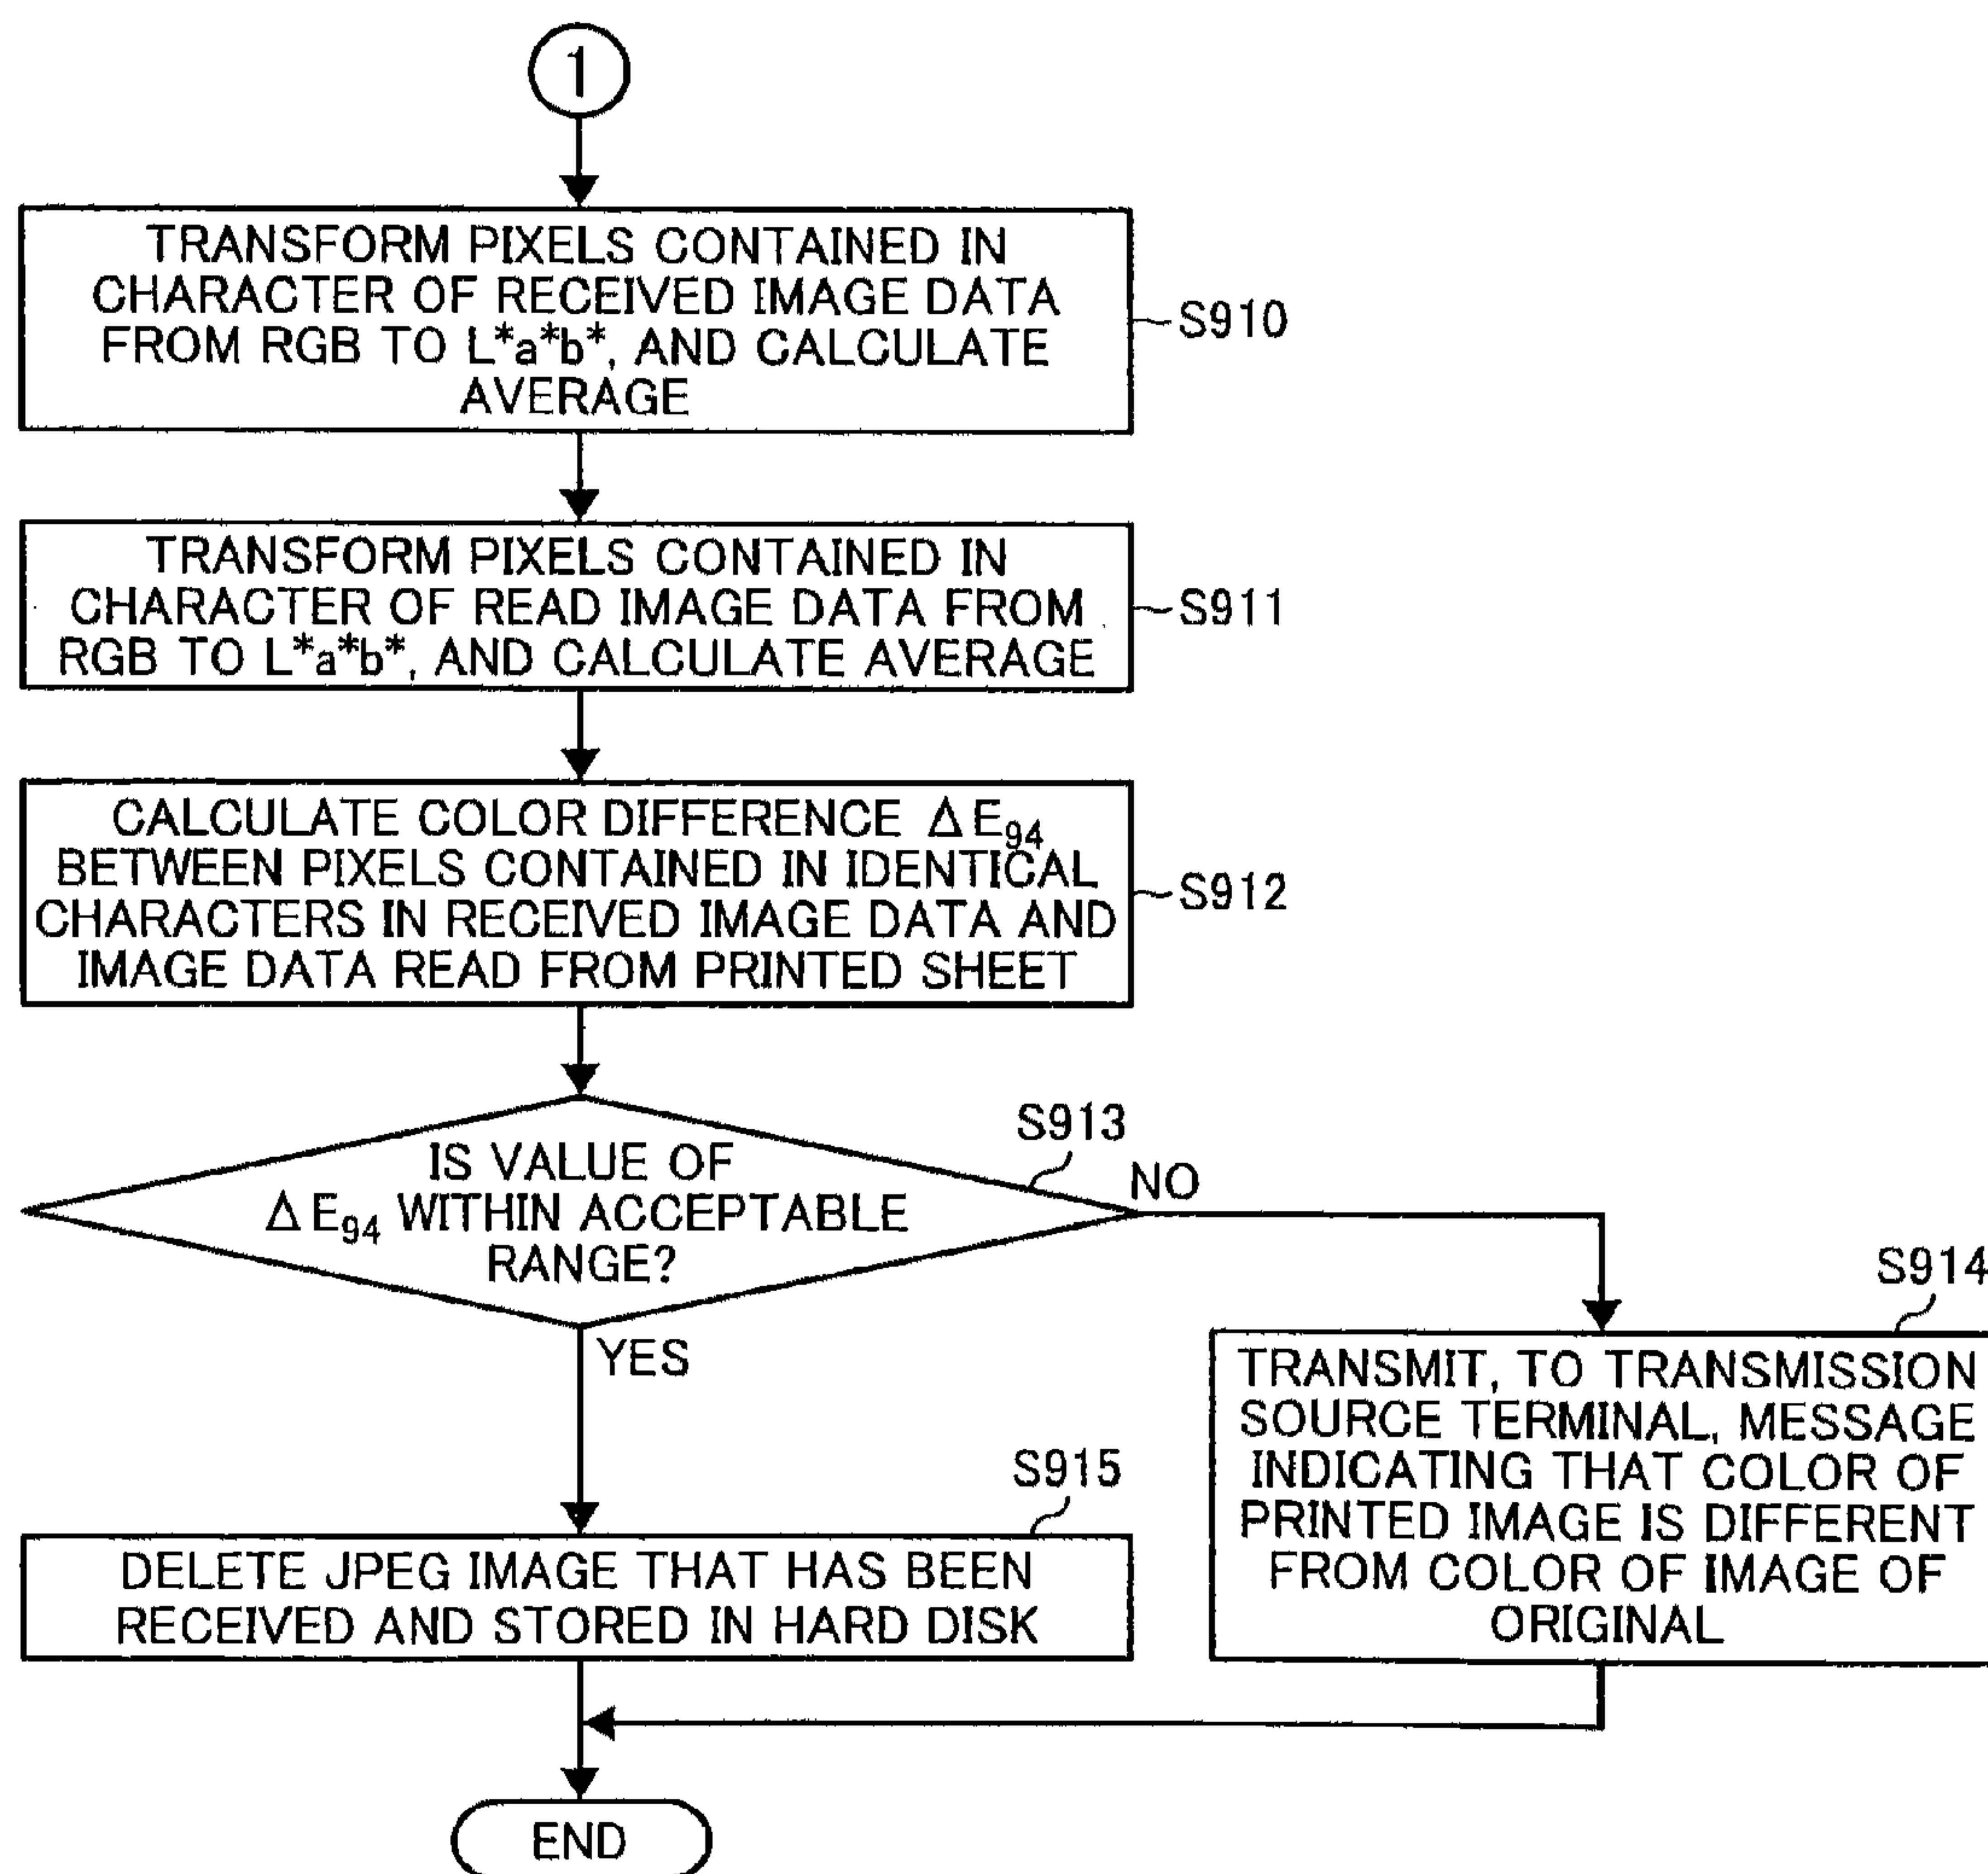 1
TRANSFORM PIXELS CONTAINED IN
CHARACTER OF RECEIVED IMAGE DATA
FROM RGB TO L*a*b*, AND CALCULATE
AVERAGE
S910
TRANSFORM PIXELS CONTAINED IN
CHARACTER OF READ IMAGE DATA FROM
RGB TO L*a*b*, AND CALCULATE AVERAGE
S911
CALCULATE COLOR DIFFERENCE ΔE94
BETWEEN PIXELS CONTAINED IN IDENTICAL
CHARACTERS IN RECEIVED IMAGE DATA AND
IMAGE DATA READ FROM PRINTED SHEET
S912
S913
IS VALUE OF
ΔE94 WITHIN ACCEPTABLE
RANGE?
NO
YES
S914
TRANSMIT, TO TRANSMISSION
SOURCE TERMINAL, MESSAGE
INDICATING THAT COLOR OF
PRINTED IMAGE IS DIFFERENT
FROM COLOR OF IMAGE OF
ORIGINAL
S915
DELETE JPEG IMAGE THAT HAS BEEN
RECEIVED AND STORED IN HARD DISK
END